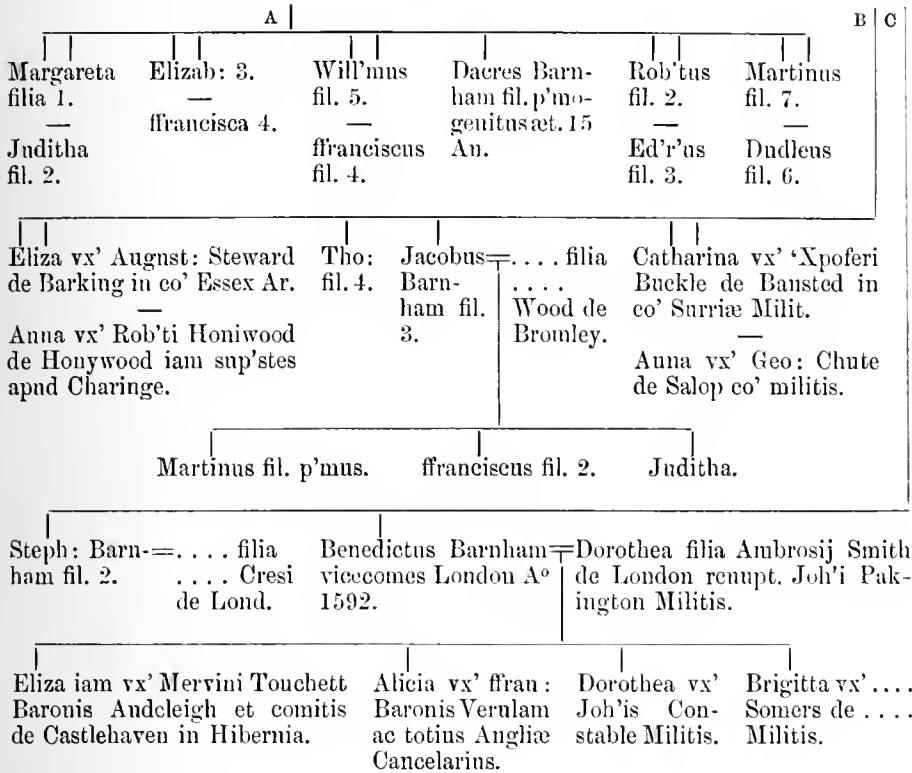 A B C
Margareta
filia 1.
—
Juditha
fil. 2.
Elizab: 3.
—
ffrancisca 4.
Will'mus
fil. 5.
—
ffranciscus
fil. 4.
Dacres Barn-
ham fil. p'mo-
genitus æt. 15
An.
Rob'tus
fil. 2.
—
Ed'r'us
fil. 3.
Martinus
fil. 7.
—
Dudleus
fil. 6.
Eliza vx' August: Steward
de Barking in co' Essex Ar.
—
Anna vx' Rob'ti Honiwood
de Honywood iam sup'stes
apud Charinge.
Tho:
fil. 4.
Jacobus=. . . . filia
Barn- . . . .
ham fil. Wood de
3. Bromley.
Catharina vx' 'Xpoferi
Buckle de Bansted in
co' Surriæ Milit.
—
Anna vx' Geo: Chute
de Salop co' militis.
Martinus fil. p'mus. ffranciscus fil. 2. Juditha.
Steph: Barn-=. . . . filia
ham fil. 2. . . . . Cresi
de Lond.
Benedictus Barnham=Dorothea filia Ambrosij Smith
vicecomes London Aº de London renupt. Joh'i Pak-
1592. ington Militis.
Eliza iam vx' Mervini Touchett
Baronis Audeleigh et comitis
de Castlehaven in Hibernia.
Alicia vx' ffran:
Baronis Verulam
ac totius Angliæ
Cancelarius.
Dorothea vx'
Joh'is Con-
stable Militis.
Brigitta vx' . . . .
Somers de . . . .
Militis.